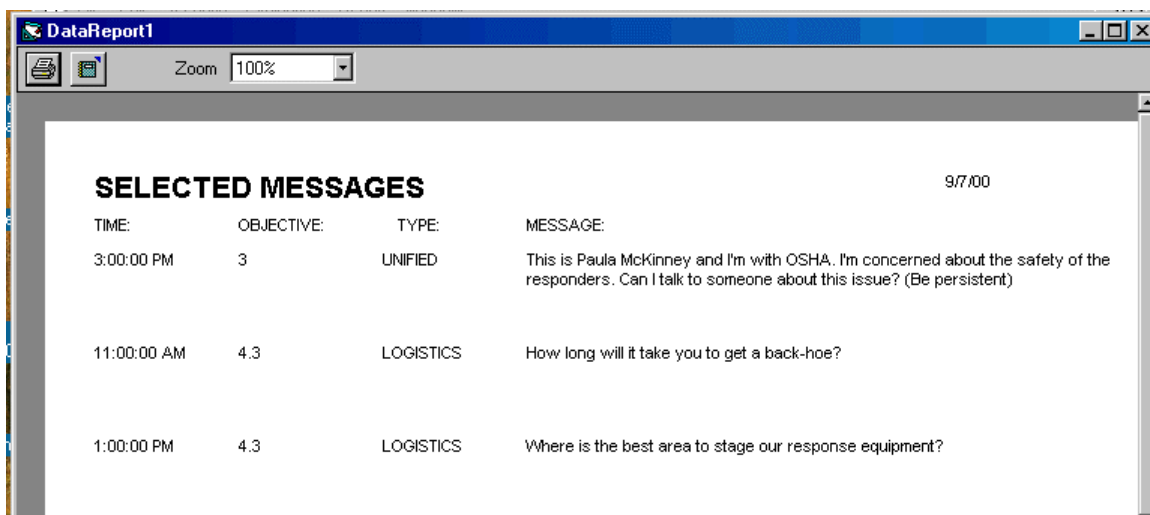 DataReport1
Zoom 100%
SELECTED MESSAGES 9/7/00
TIME: OBJECTIVE: TYPE: MESSAGE:
3:00:00 PM 3 UNIFIED This is Paula McKinney and I'm with OSHA. I'm concerned about the safety of the
responders. Can I talk to someone about this issue? (Be persistent)
11:00:00 AM 4.3 LOGISTICS How long will it take you to get a back-hoe?
1:00:00 PM 4.3 LOGISTICS Where is the best area to stage our response equipment?